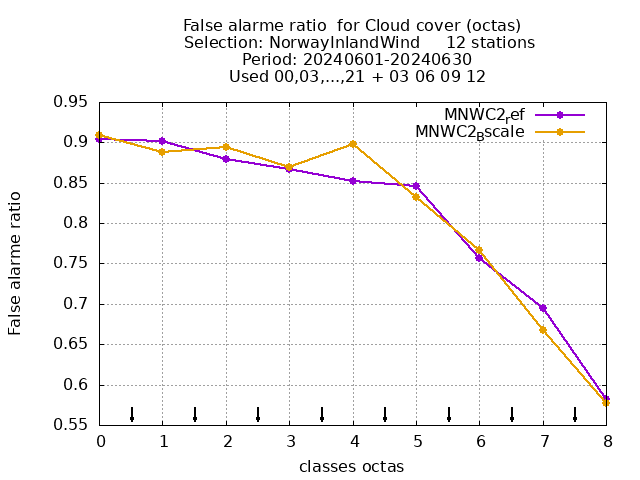 False alarme ratio  for Cloud cover (octas)
Selection: NorwayInlandWind     12 stations
Period: 20240601-20240630
Used 00,03,...,21 + 03 06 09 12
MNWC2ref
MNWC2Bscale
0.95
0.9
0.85
0.8
0.75
0.7
0.65
0.6
0.55
False alarme ratio
0 1 2 3 4 5 6 7 8
classes octas